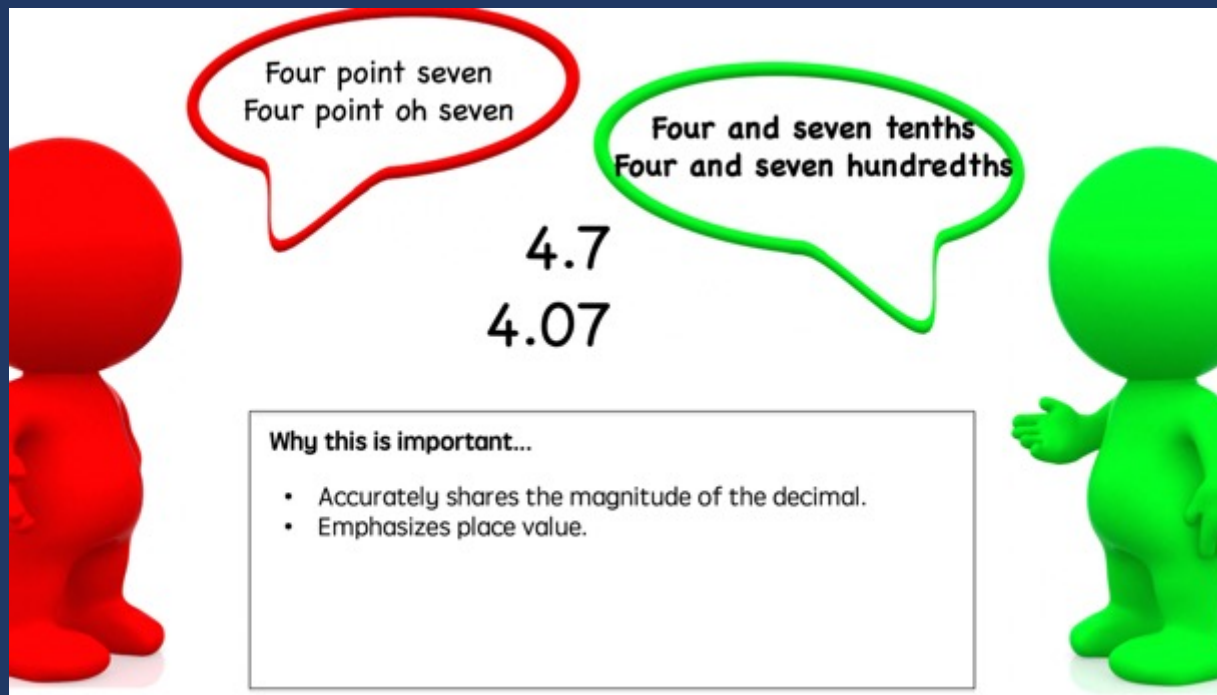 Four point seven
Four point oh seven
Four and seven tenths
Four and seven hundredths
4.7
4.07
Why this is important...
• Accurately shares the magnitude of the decimal.
• Emphasizes place value.